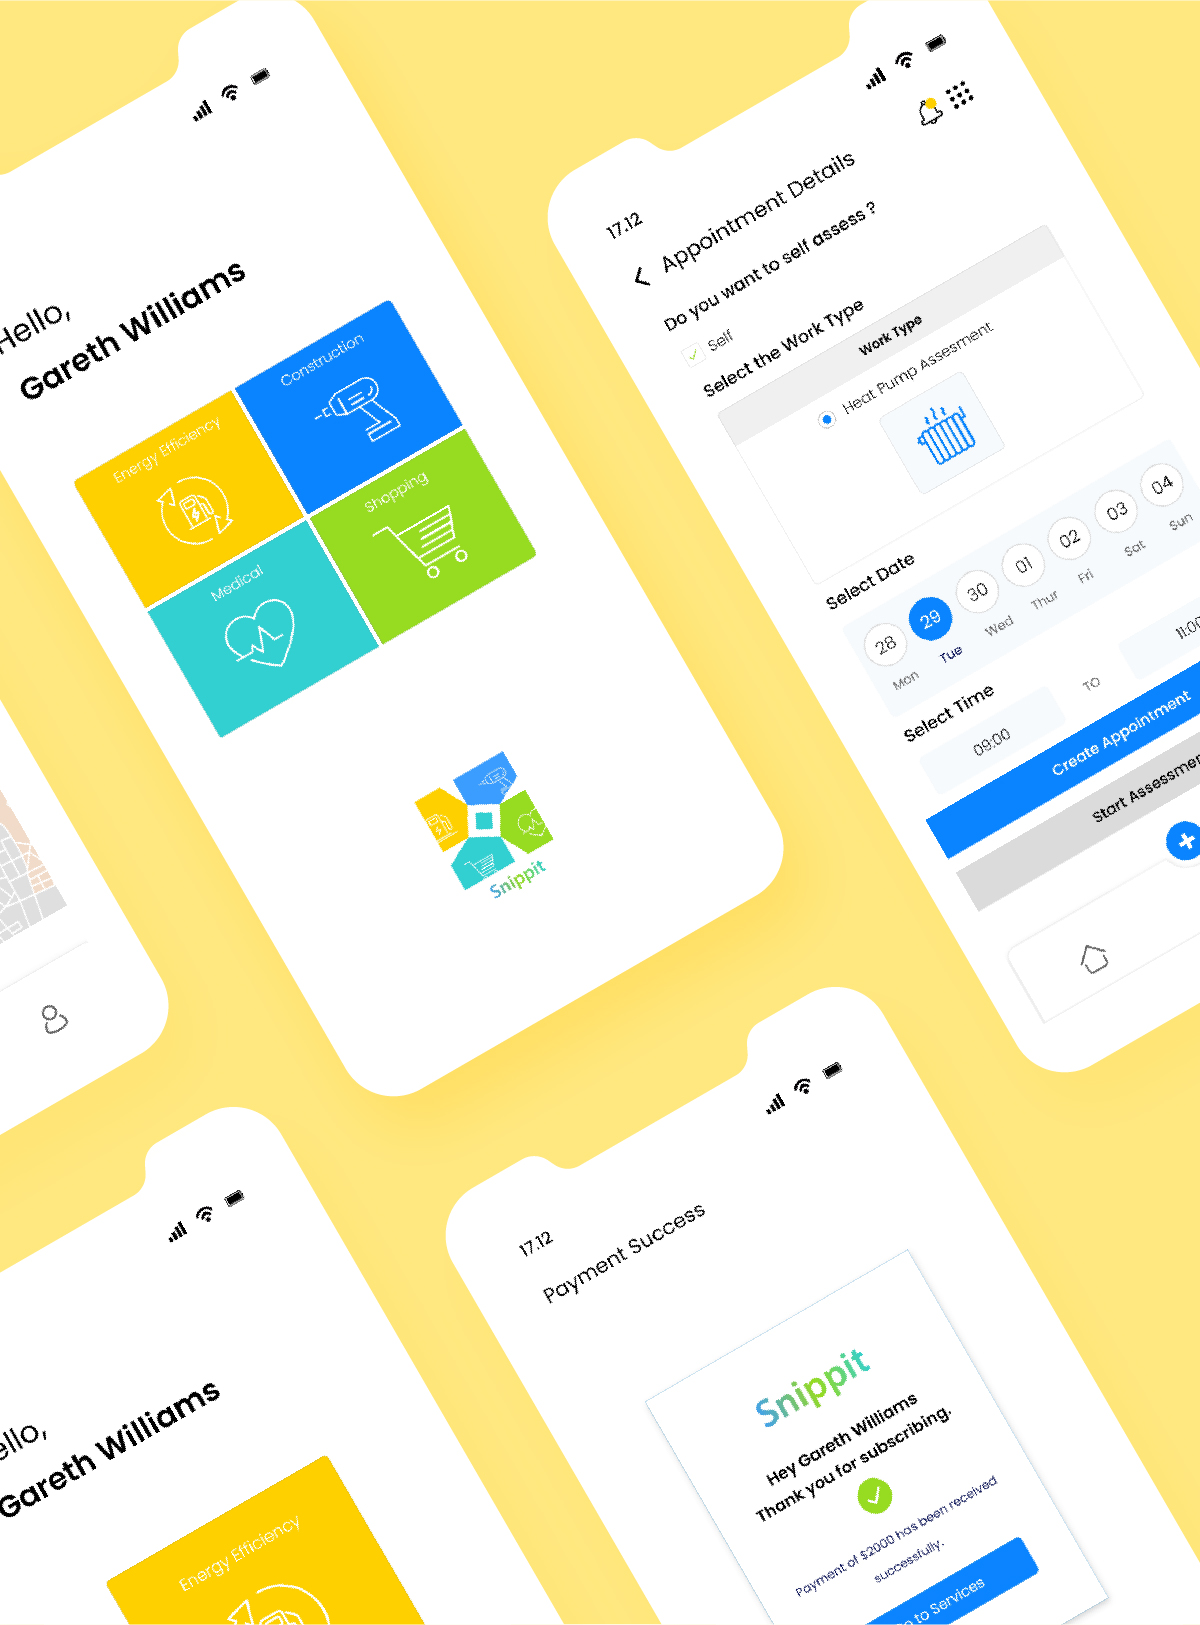 Hello,
Gareth Williams
Energy Efficiency
Construction
Medical
Shopping
Snippit
17.12
Appointment Details
Do you want to self assess ?
Self
Select the Work Type
Work Type
Heat Pump Assesment
Select Date
28 29 30 01 02 03 04
Mon Tue Wed Thur Fri Sat Sun
Select Time
09:00 TO 11:00
Create Appointment
Start Assessment
ello,
Gareth Williams
Energy Efficiency
17.12
Payment Success
Snippit
Hey Gareth Williams
Thank you for subscribing.
Payment of $2000 has been received
successfully.
to Services